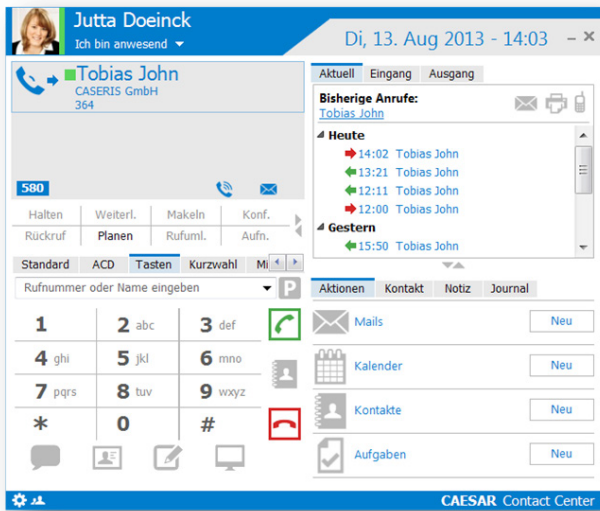 Jutta Doeinck
Ich bin anwesend
Di, 13. Aug 2013 - 14:03
Tobias John
CASERIS GmbH
364
580
Halten Weiterl. Makeln Konf.
Rückruf Planen Rufuml. Aufn.
Standard ACD Tasten Kurzwahl Mi
Rufnummer oder Name eingeben
P
1 2 abc 3 def
4 ghi 5 jkl 6 mno
7 pqrs 8 tuv 9 wxyz
* 0 #
Aktuell Eingang Ausgang
Bisherige Anrufe:
Tobias John
Heute
14:02 Tobias John
13:21 Tobias John
12:11 Tobias John
12:00 Tobias John
Gestern
15:50 Tobias John
Aktionen Kontakt Notiz Journal
Mails Neu
Kalender Neu
Kontakte Neu
Aufgaben Neu
CAESAR Contact Center